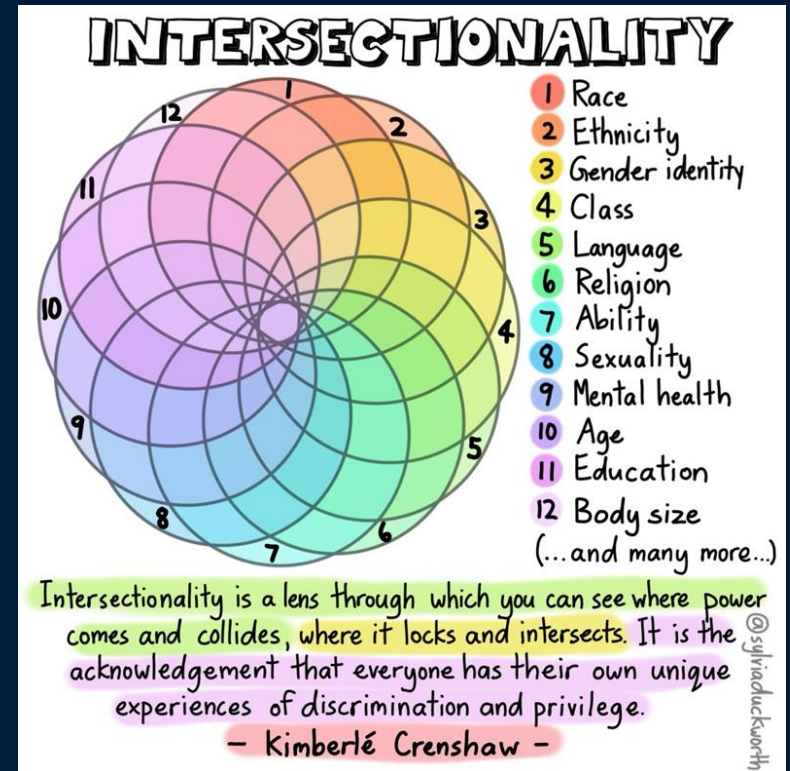 INTERSECTIONALITY
1 Race
2 Ethnicity
3 Gender identity
4 Class
5 Language
6 Religion
7 Ability
8 Sexuality
9 Mental health
10 Age
11 Education
12 Body size
(...and many more...)
1
2
3
4
5
6
7
8
9
10
11
12
Intersectionality is a lens through which you can see where power
comes and collides, where it locks and intersects. It is the
acknowledgement that everyone has their own unique
experiences of discrimination and privilege.
- Kimberlé Crenshaw -
@sylviaduckworth